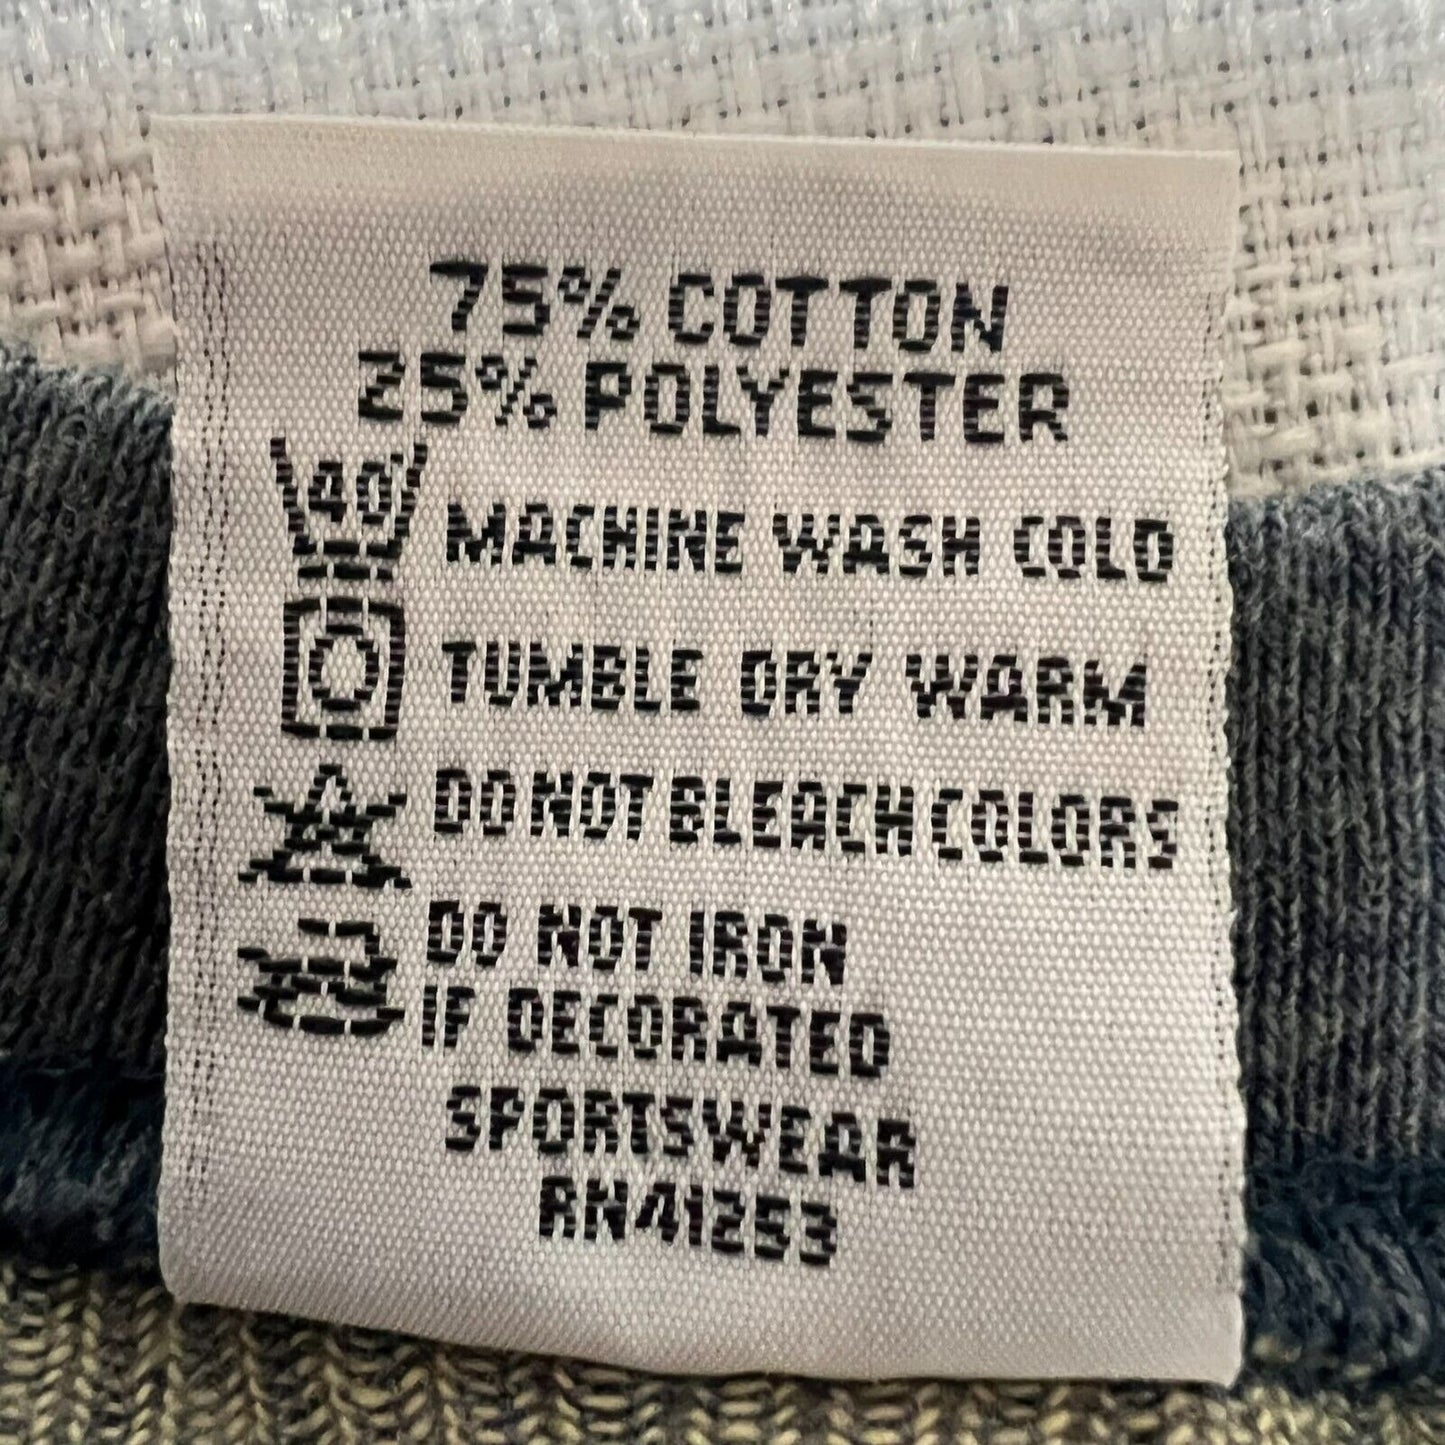 75% COTTON
25% POLYESTER
40° MACHINE WASH COLD
TUMBLE DRY WARM
DO NOT BLEACH COLORS
DO NOT IRON
IF DECORATED
SPORTSWEAR
RN41253